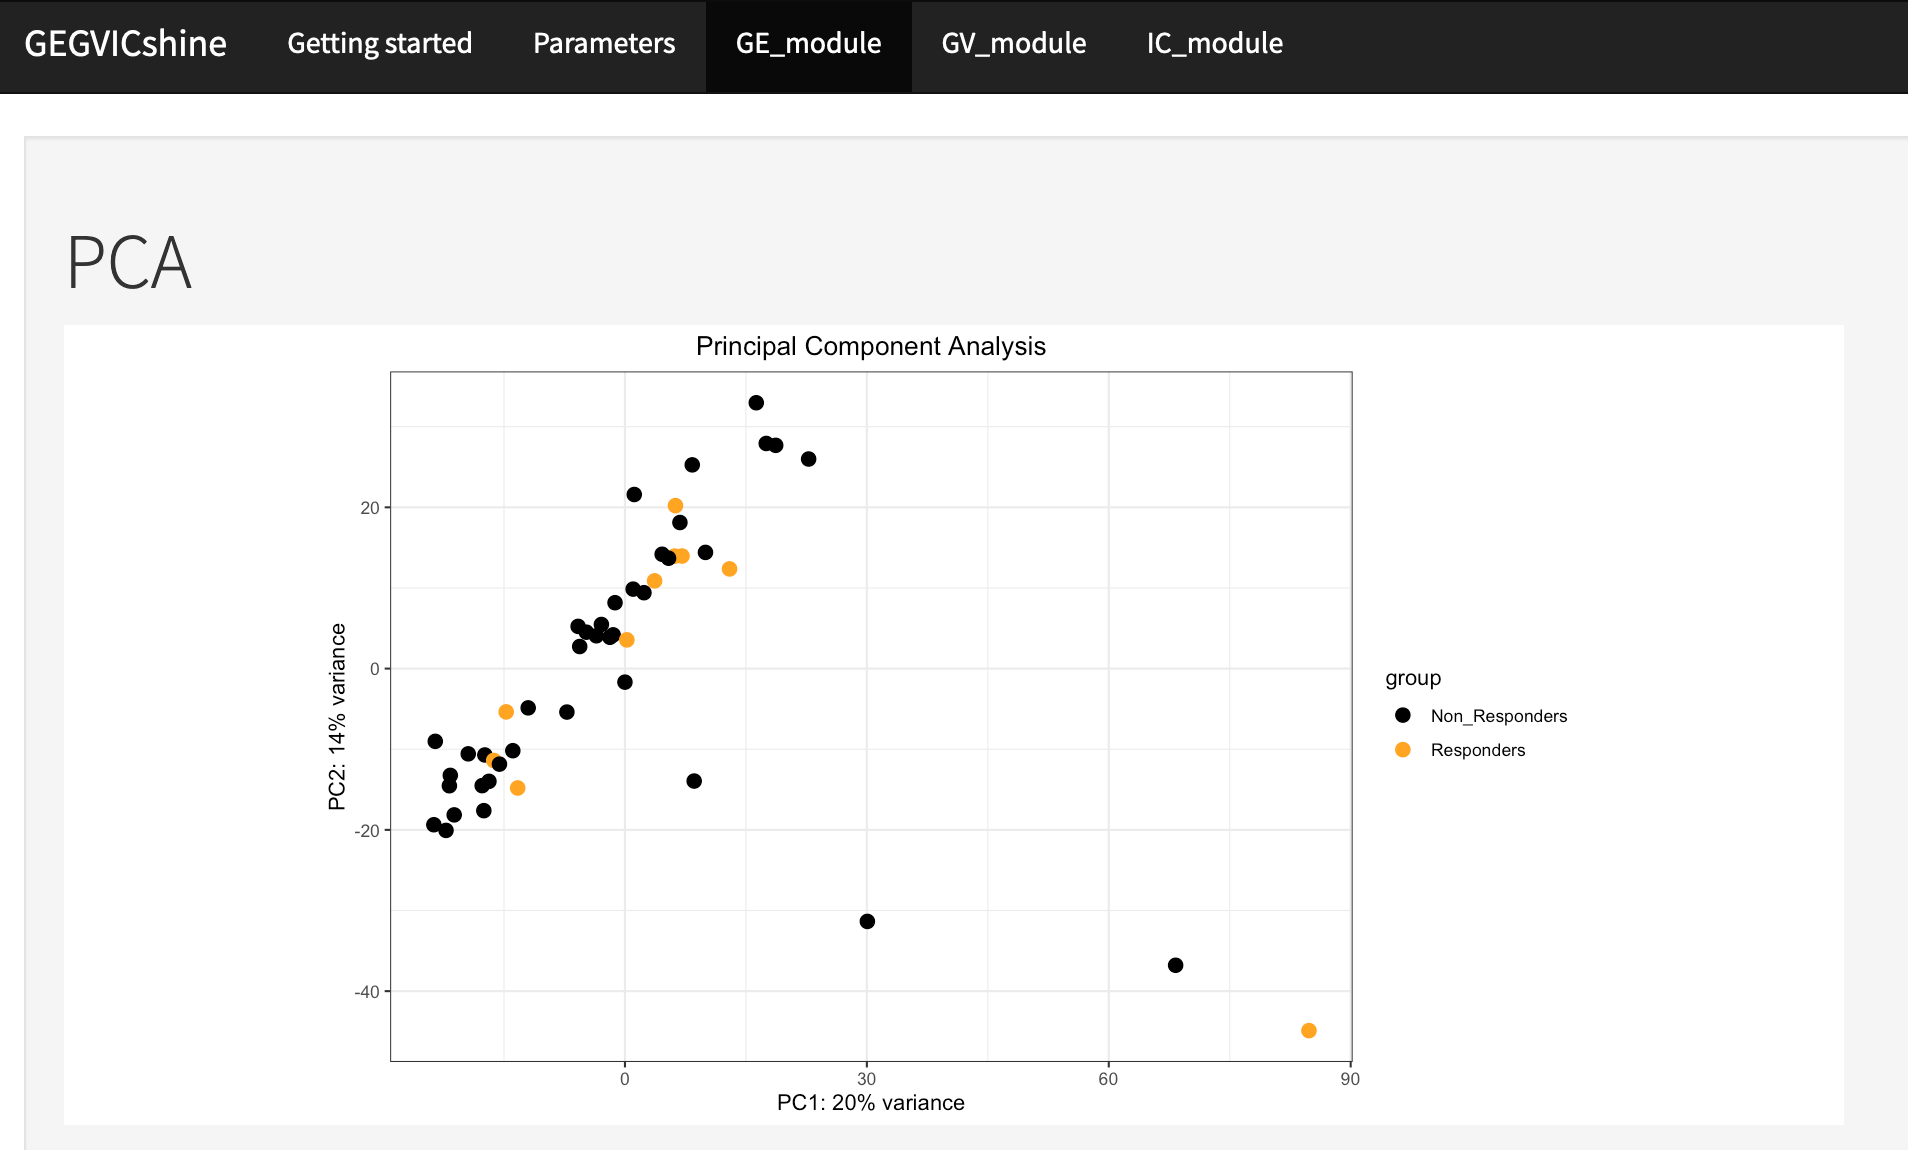 GEGVICshine Getting started Parameters GE_module GV_module IC_module
PCA
Principal Component Analysis
20
0
-20
-40
PC2: 14% variance
0 30 60 90
PC1: 20% variance
group
Non_Responders
Responders